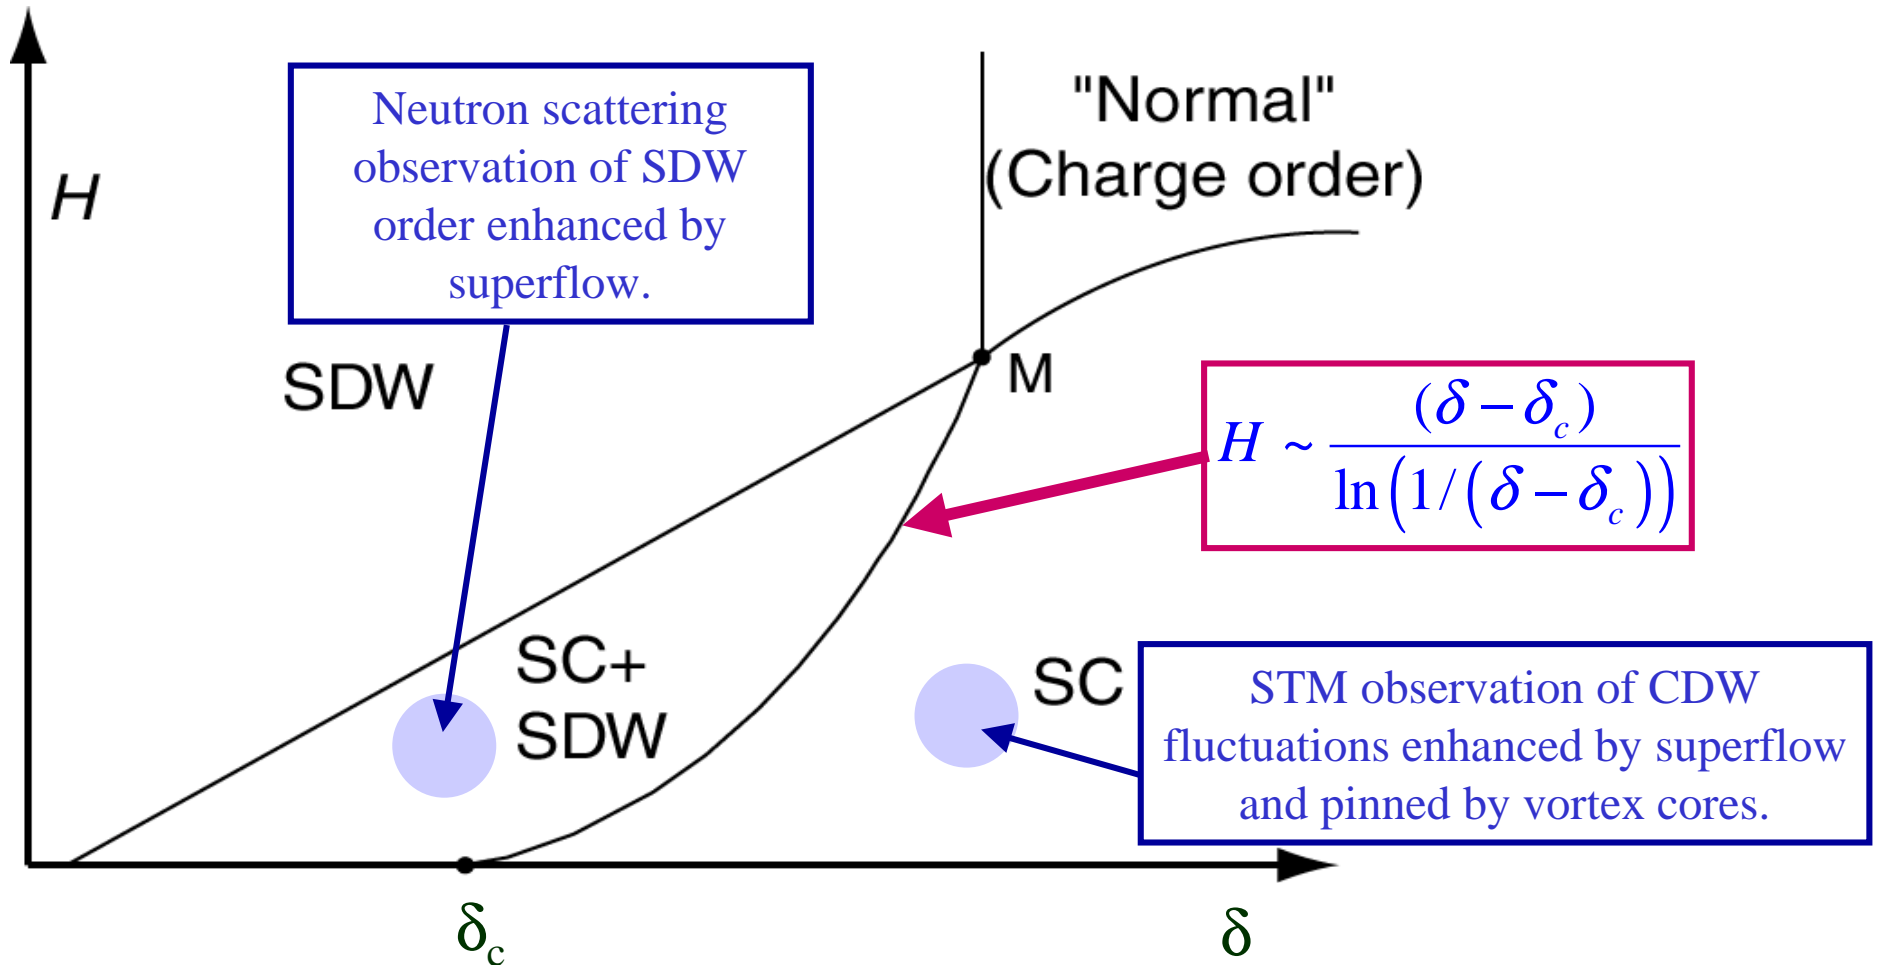 H
Neutron scattering
observation of SDW
order enhanced by
superflow.
"Normal"
(Charge order)
SDW
M
H ~ (δ − δ_c) / ln(1/(δ − δ_c))
SC+
SDW
SC
STM observation of CDW
fluctuations enhanced by superflow
and pinned by vortex cores.
δ_c
δ